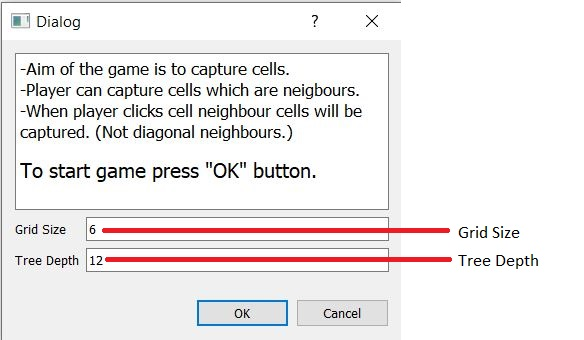 Dialog
?
-Aim of the game is to capture cells.
-Player can capture cells which are neigbours.
-When player clicks cell neighbour cells will be
captured. (Not diagonal neighbours.)
To start game press "OK" button.
Grid Size 6 Grid Size
Tree Depth 12 Tree Depth
OK Cancel